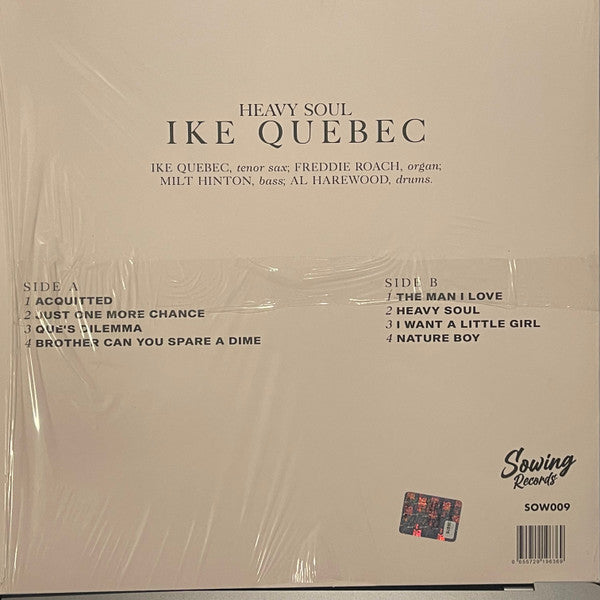 HEAVY SOUL
IKE QUEBEC
IKE QUEBEC, tenor sax; FREDDIE ROACH, organ;
MILT HINTON, bass; AL HAREWOOD, drums.
SIDE A
1 ACQUITTED
2 JUST ONE MORE CHANCE
3 QUE'S DILEMMA
4 BROTHER CAN YOU SPARE A DIME
SIDE B
1 THE MAN I LOVE
2 HEAVY SOUL
3 I WANT A LITTLE GIRL
4 NATURE BOY
Sowing
Records
SOW009